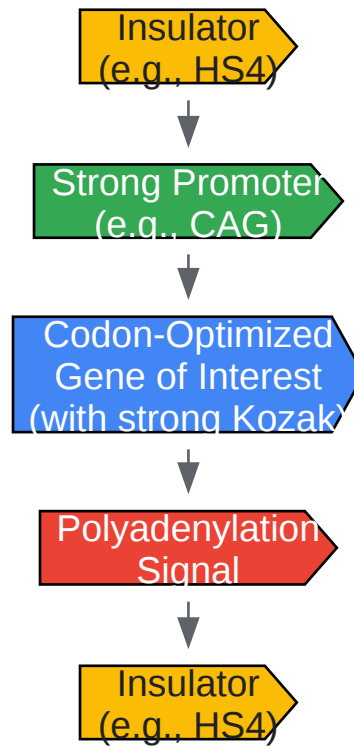 Insulator
(e.g., HS4)
Strong Promoter
(e.g., CAG)
Codon-Optimized
Gene of Interest
(with strong Kozak)
Polyadenylation
Signal
Insulator
(e.g., HS4)